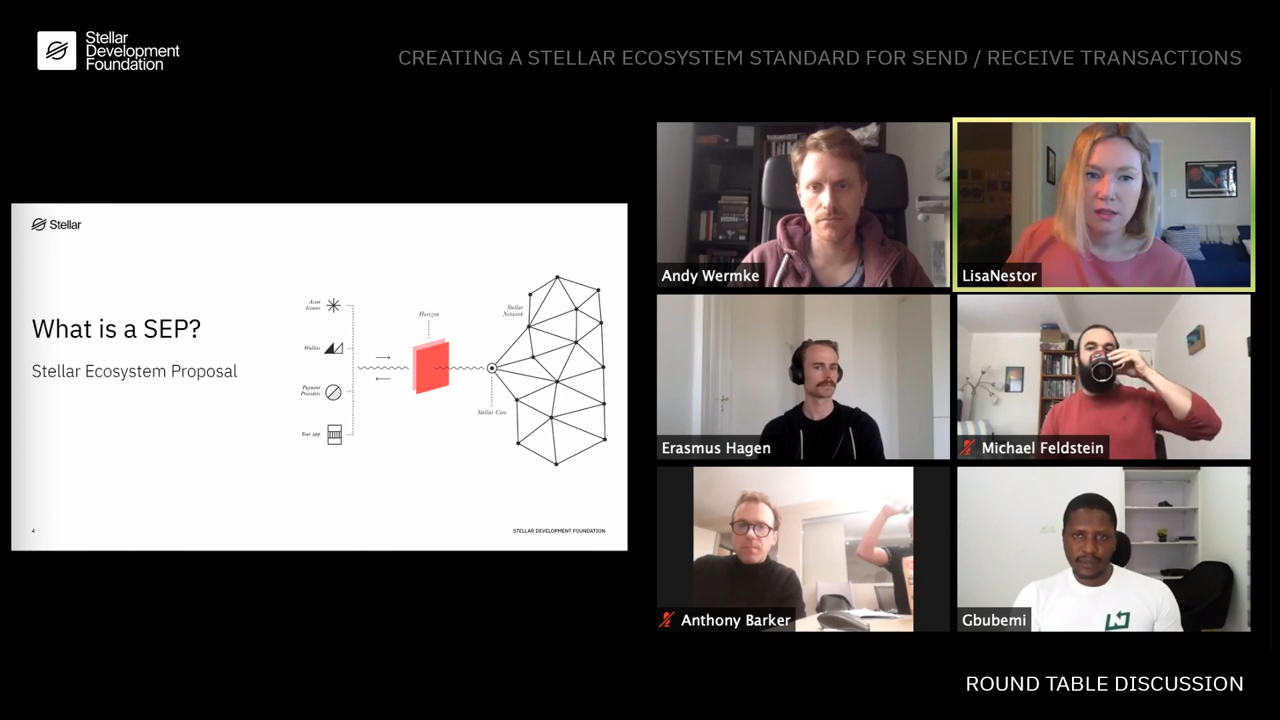 Stellar
Development
Foundation
CREATING A STELLAR ECOSYSTEM STANDARD FOR SEND / RECEIVE TRANSACTIONS
Stellar
What is a SEP?
Stellar Ecosystem Proposal
Asset
Issuers
Wallets
Payment
Providers
Your app
Horizon
Stellar
Network
Stellar Core
4
STELLAR DEVELOPMENT FOUNDATION
Andy Wermke
LisaNestor
Erasmus Hagen
Michael Feldstein
Anthony Barker
Gbubemi
ROUND TABLE DISCUSSION